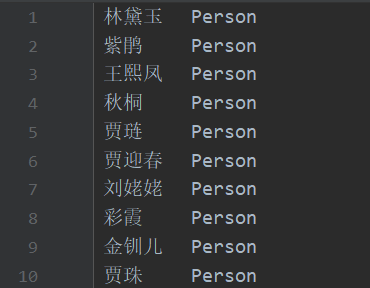 1 林黛玉 Person
2 紫鹃 Person
3 王熙凤 Person
4 秋桐 Person
5 贾琏 Person
6 贾迎春 Person
7 刘姥姥 Person
8 彩霞 Person
9 金钏儿 Person
10 贾珠 Person